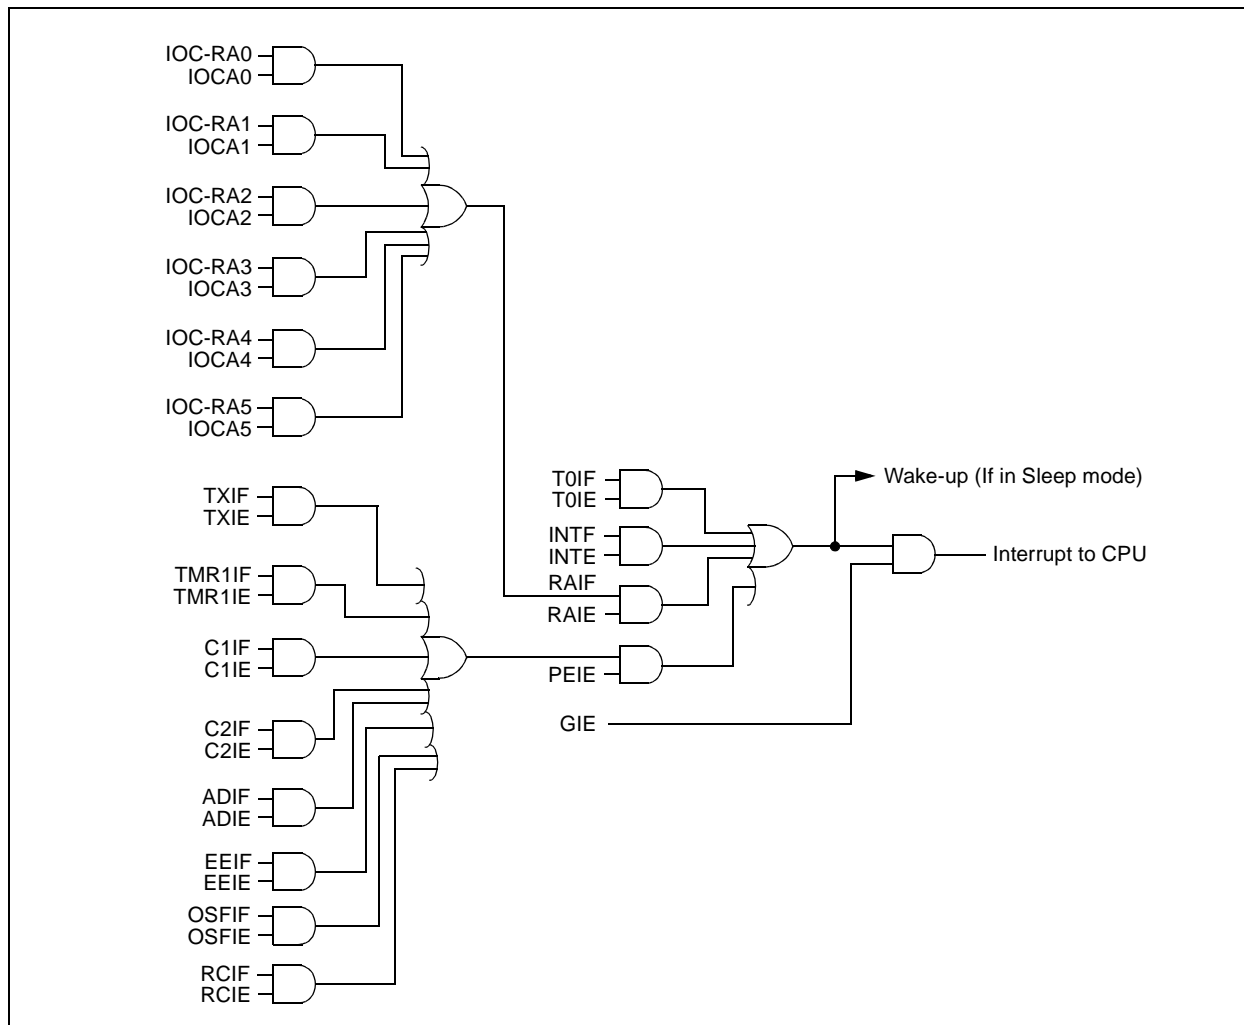 IOC-RA0
IOCA0
IOC-RA1
IOCA1
IOC-RA2
IOCA2
IOC-RA3
IOCA3
IOC-RA4
IOCA4
IOC-RA5
IOCA5
TXIF
TXIE
TMR1IF
TMR1IE
C1IF
C1IE
C2IF
C2IE
ADIF
ADIE
EEIF
EEIE
OSFIF
OSFIE
RCIF
RCIE
T0IF
T0IE
INTF
INTE
RAIF
RAIE
PEIE
GIE
Wake-up (If in Sleep mode)
Interrupt to CPU